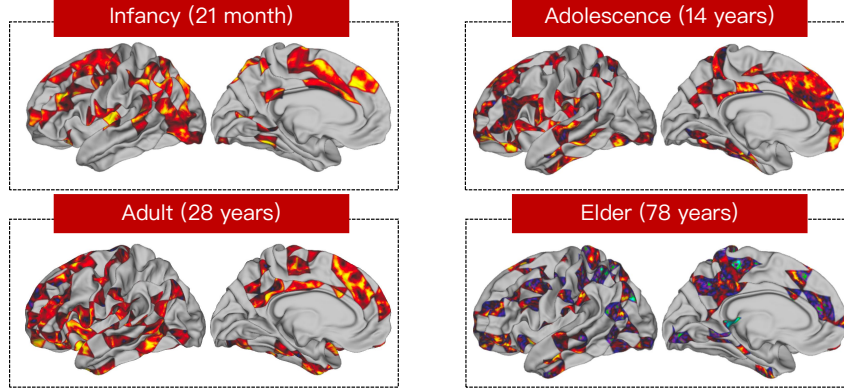 Infancy (21 month)
Adolescence (14 years)
Adult (28 years)
Elder (78 years)